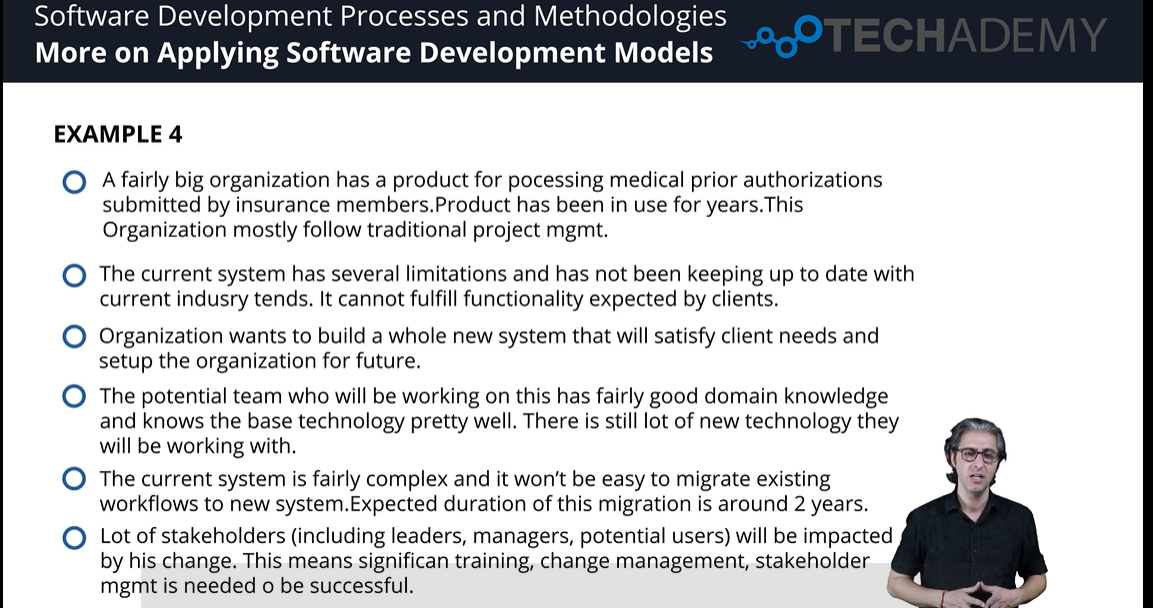 Software Development Processes and Methodologies
More on Applying Software Development Models
TECHADEMY
EXAMPLE 4
A fairly big organization has a product for pocessing medical prior authorizations
submitted by insurance members.Product has been in use for years.This
Organization mostly follow traditional project mgmt.
The current system has several limitations and has not been keeping up to date with
current indusry tends. It cannot fulfill functionality expected by clients.
Organization wants to build a whole new system that will satisfy client needs and
setup the organization for future.
The potential team who will be working on this has fairly good domain knowledge
and knows the base technology pretty well. There is still lot of new technology they
will be working with.
The current system is fairly complex and it won't be easy to migrate existing
workflows to new system.Expected duration of this migration is around 2 years.
Lot of stakeholders (including leaders, managers, potential users) will be impacted
by his change. This means significan training, change management, stakeholder
mgmt is needed o be successful.